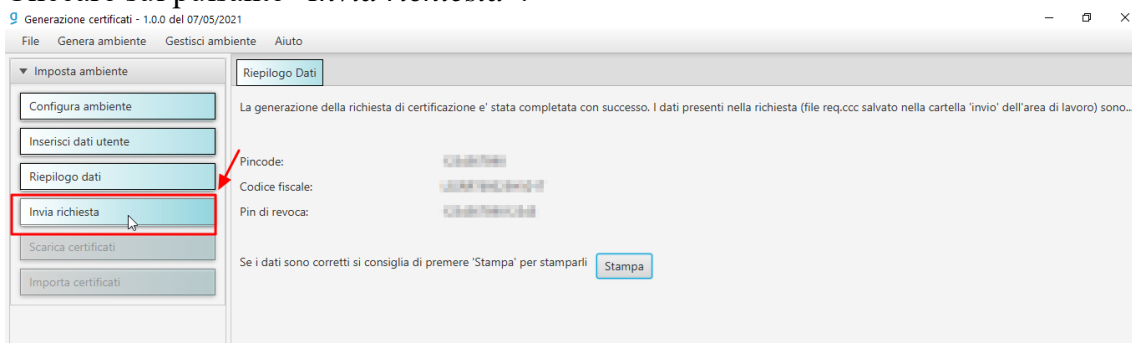 Cliccare sul pulsante "Invia richiesta".
Generazione certificati - 1.0.0 del 07/05/2021
File Genera ambiente Gestisci ambiente Aiuto
▼ Imposta ambiente
Configura ambiente
Inserisci dati utente
Riepilogo dati
Invia richiesta
Scarica certificati
Importa certificati
Riepilogo Dati
La generazione della richiesta di certificazione e' stata completata con successo. I dati presenti nella richiesta (file req.ccc salvato nella cartella 'invio' dell'area di lavoro) sono...
Pincode:
Codice fiscale:
Pin di revoca:
Se i dati sono corretti si consiglia di premere 'Stampa' per stamparli Stampa